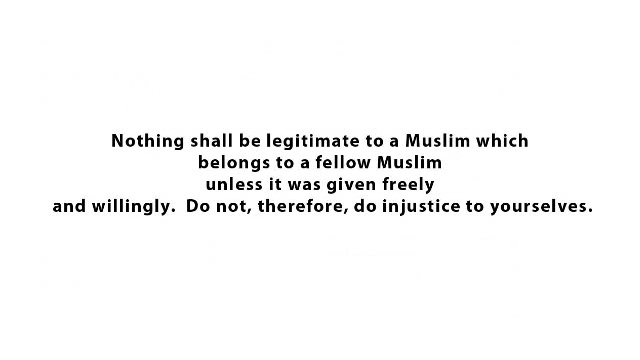 Nothing shall be legitimate to a Muslim which
belongs to a fellow Muslim
unless it was given freely
and willingly.  Do not, therefore, do injustice to yourselves.